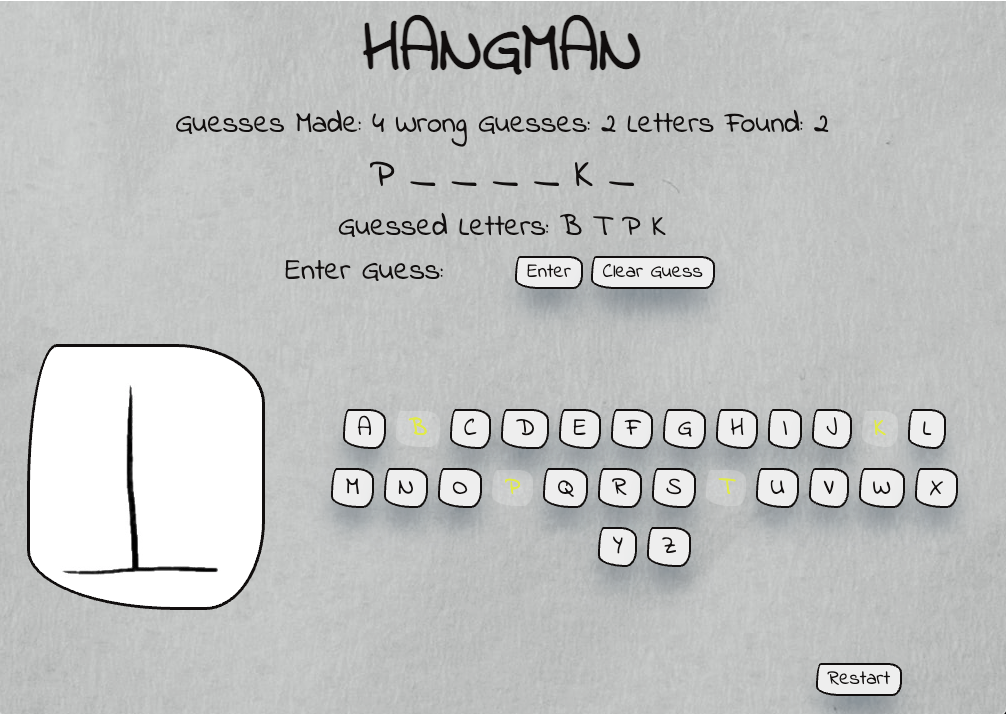 HANGMAN
Guesses Made: 4 Wrong Guesses: 2 Letters Found: 2
P _ _ _ _ K _
Guessed Letters: B T P K
Enter Guess: Enter Clear Guess
A B C D E F G H I J K L
M N O P Q R S T U V W X
Y Z
Restart